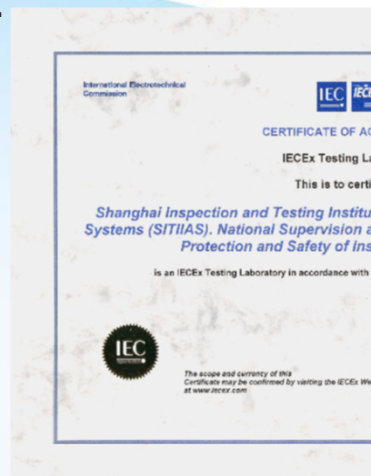 International Electrotechnical
Commission
IEC IECE
CERTIFICATE OF AC
IECEx Testing La
This is to certi
Shanghai Inspection and Testing Institu
Systems (SITIIAS). National Supervision a
Protection and Safety of Ins
is an IECEx Testing Laboratory in accordance with
IEC
The scope and currency of this
Certificate may be confirmed by visiting the IECEx We
at www.iecex.com